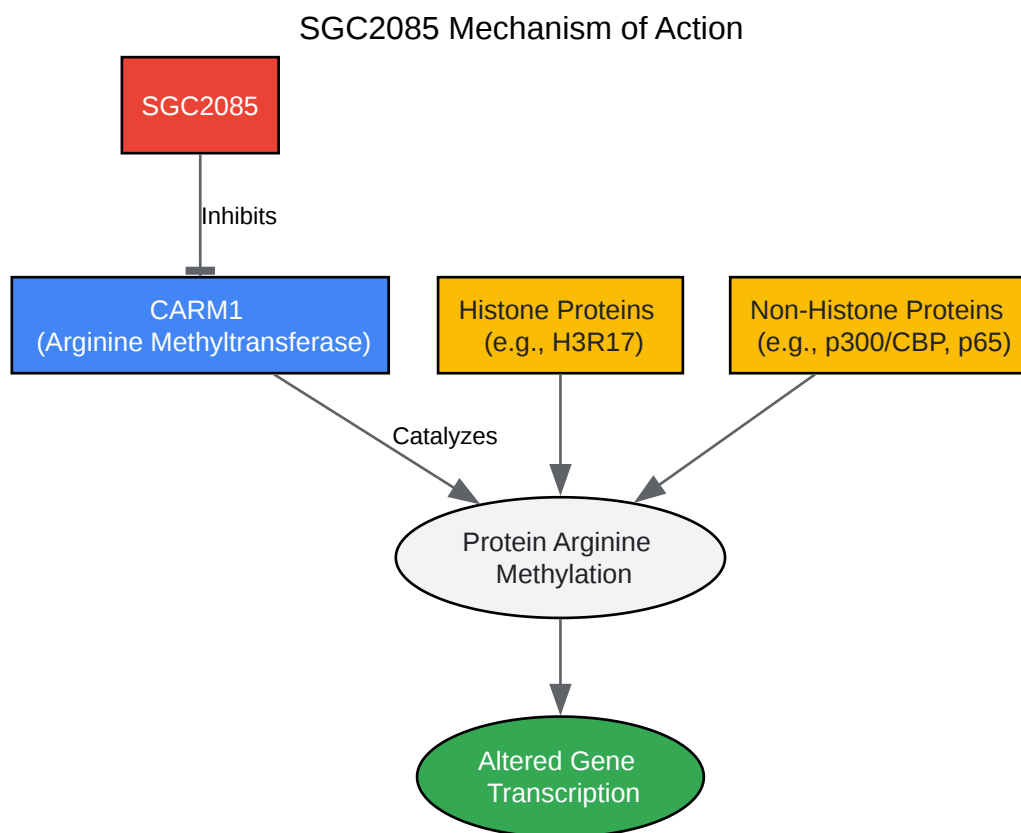 SGC2085 Mechanism of Action
SGC2085
Inhibits
CARM1
(Arginine Methyltransferase)
Histone Proteins
(e.g., H3R17)
Non-Histone Proteins
(e.g., p300/CBP, p65)
Catalyzes
Protein Arginine
Methylation
Altered Gene
Transcription